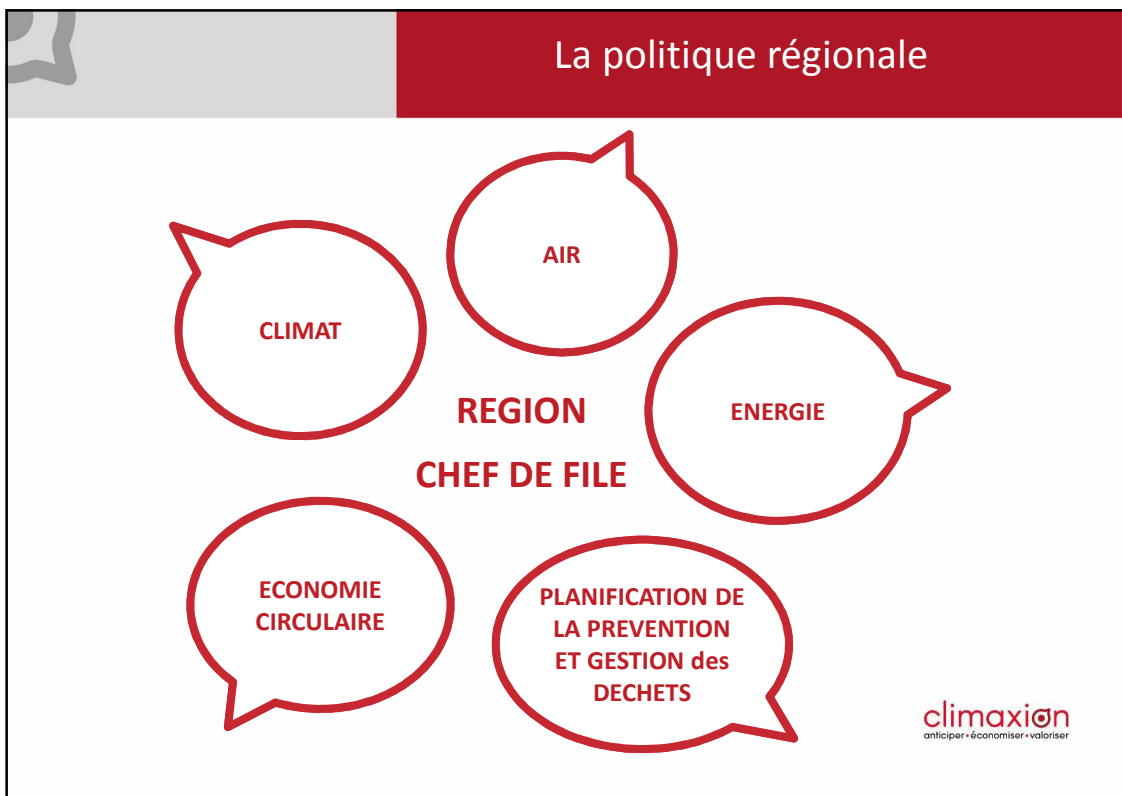 La politique régionale
AIR
CLIMAT
ENERGIE
REGION
CHEF DE FILE
ECONOMIE
CIRCULAIRE
PLANIFICATION DE
LA PREVENTION
ET GESTION des
DECHETS
climaxion
anticiper•économiser•valoriser